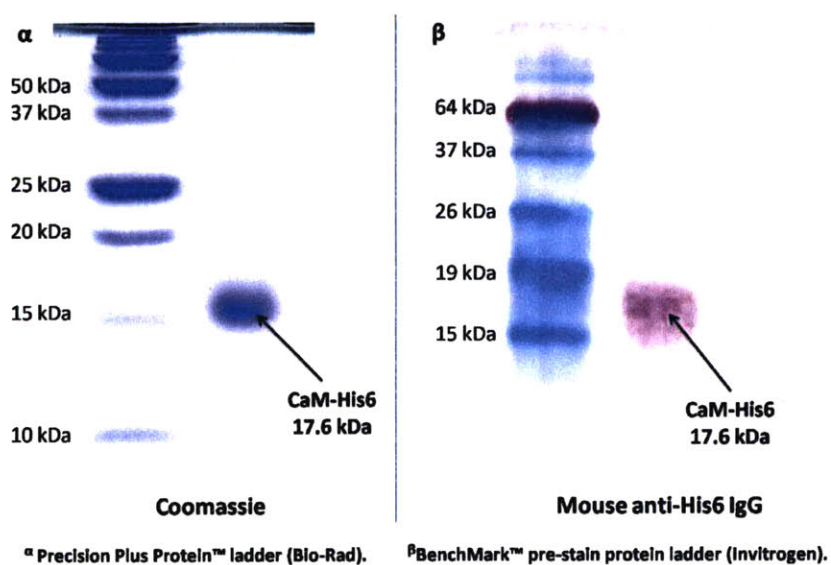 α
50 kDa
37 kDa
25 kDa
20 kDa
15 kDa
10 kDa
CaM-His6
17.6 kDa
Coomassie
β
64 kDa
37 kDa
26 kDa
19 kDa
15 kDa
CaM-His6
17.6 kDa
Mouse anti-His6 IgG
α Precision Plus Protein™ ladder (Bio-Rad).
βBenchMark™ pre-stain protein ladder (Invitrogen).